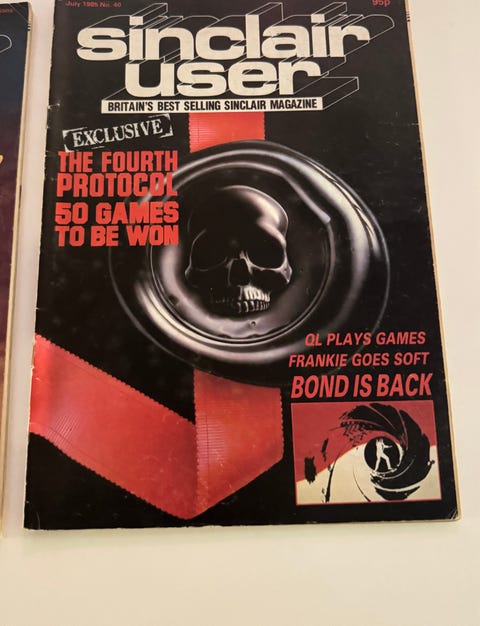 July 1985 No. 40
95p
sinclair
user
BRITAIN'S BEST SELLING SINCLAIR MAGAZINE
EXCLUSIVE
THE FOURTH
PROTOCOL
50 GAMES
TO BE WON
QL PLAYS GAMES
FRANKIE GOES SOFT
BOND IS BACK